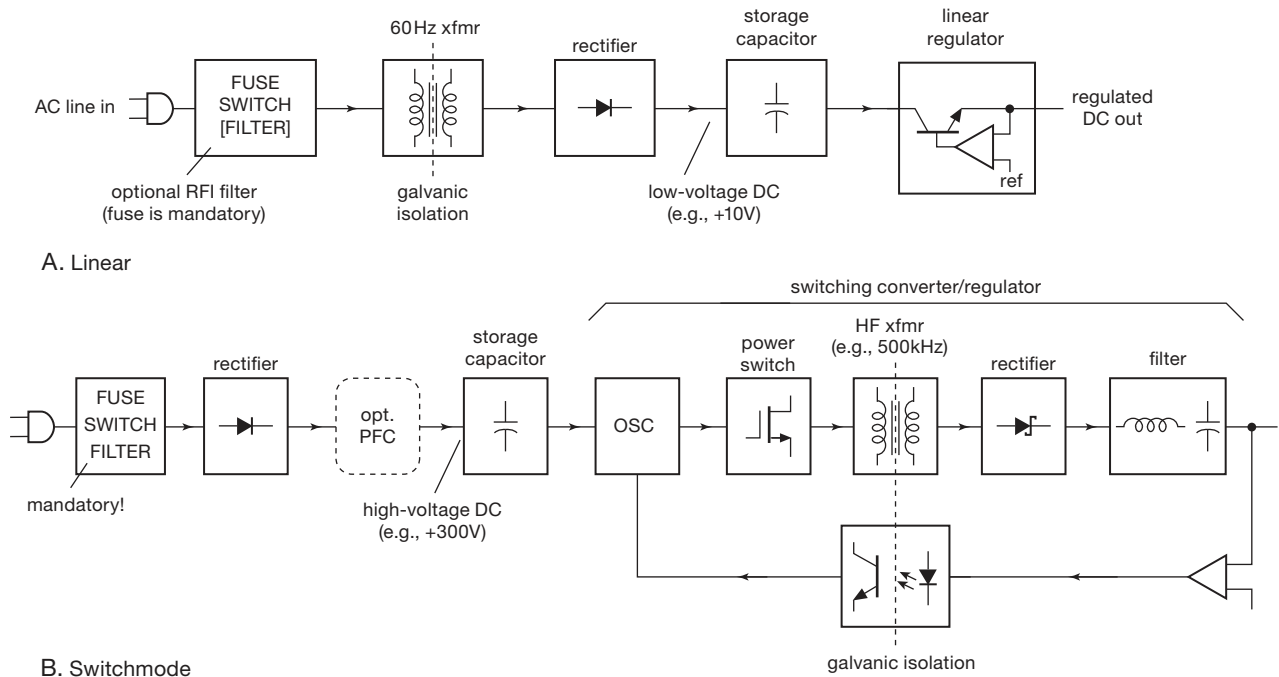 60Hz xfmr
rectifier
storage
capacitor
linear
regulator
AC line in
FUSE
SWITCH
[FILTER]
regulated
DC out
ref
optional RFI filter
(fuse is mandatory)
galvanic
isolation
low-voltage DC
(e.g., +10V)
A. Linear
switching converter/regulator
storage
capacitor
rectifier
power
switch
HF xfmr
(e.g., 500kHz)
rectifier
filter
FUSE
SWITCH
FILTER
opt.
PFC
OSC
mandatory!
high-voltage DC
(e.g., +300V)
galvanic isolation
B. Switchmode